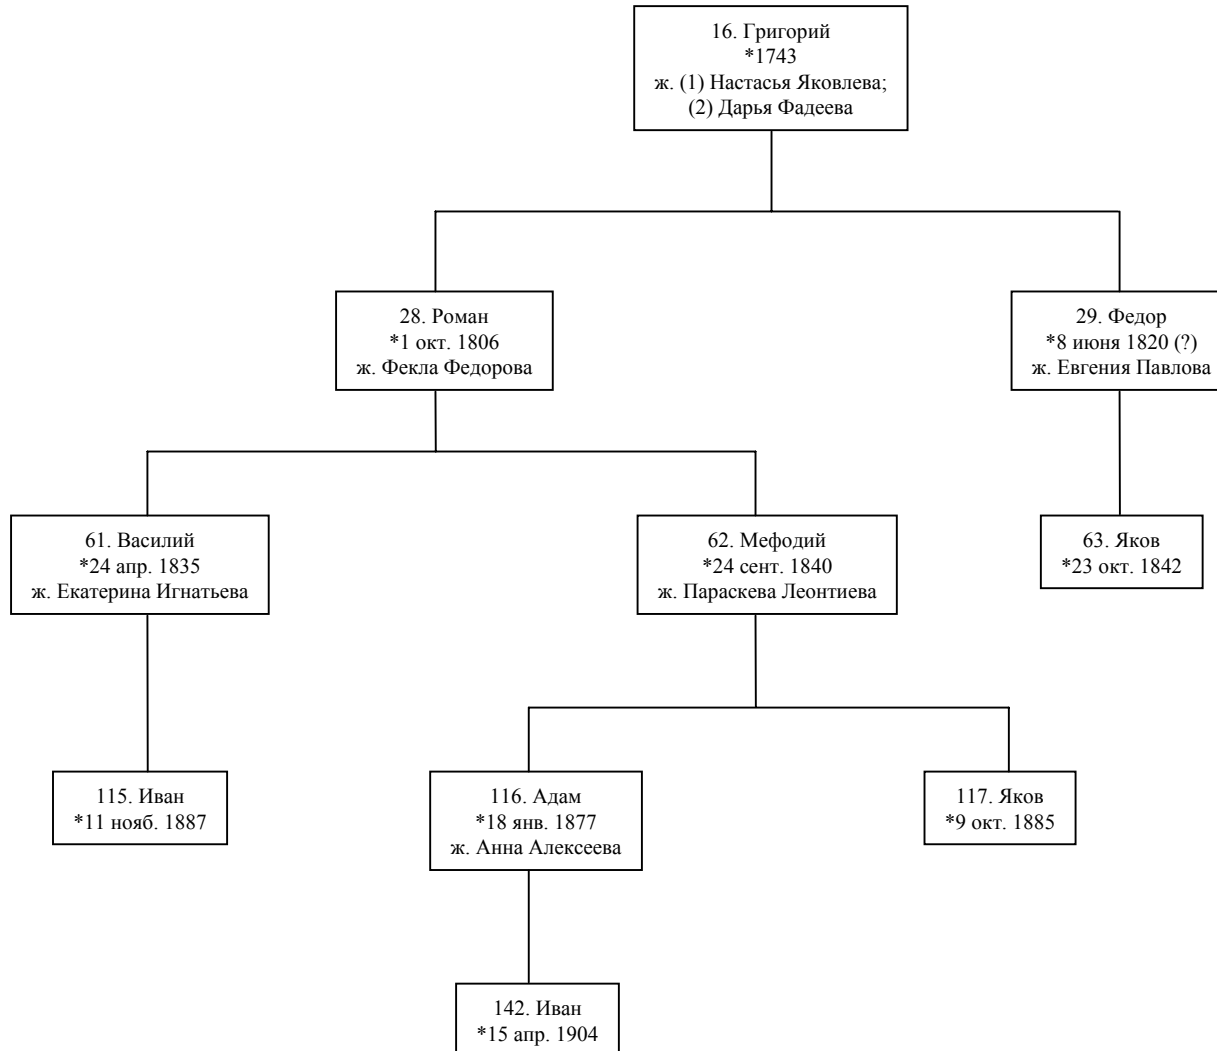 16. Григорий
*1743
ж. (1) Настасья Яковлева;
(2) Дарья Фадеева
28. Роман
*1 окт. 1806
ж. Фекла Федорова
29. Федор
*8 июня 1820 (?)
ж. Евгения Павлова
61. Василий
*24 апр. 1835
ж. Екатерина Игнатьева
62. Мефодий
*24 сент. 1840
ж. Параскева Леонтиева
63. Яков
*23 окт. 1842
115. Иван
*11 нояб. 1887
116. Адам
*18 янв. 1877
ж. Анна Алексеева
117. Яков
*9 окт. 1885
142. Иван
*15 апр. 1904